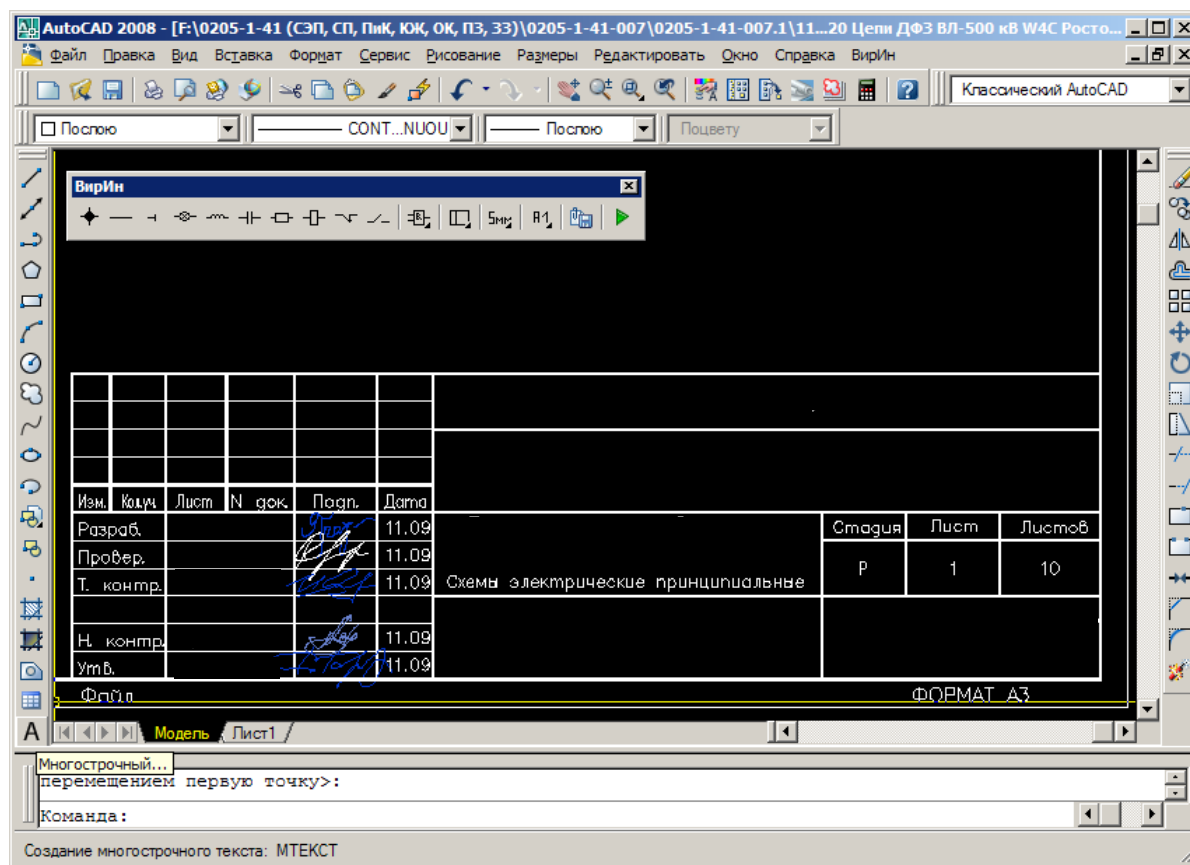 AutoCAD 2008 - [F:\0205-1-41 (СЭП, СП, ПиК, КЖ, ОК, ПЗ, ЗЗ)\0205-1-41-007\0205-1-41-007.1\11...20 Цепи ДФЗ ВЛ-500 кВ W4C Росто...
Файл Правка Вид Вставка Формат Сервис Рисование Размеры Редактировать Окно Справка ВирИн
Классический AutoCAD
Послою CONT...NUOU Послою Поцвету
ВирИн
5мм А1
Изм. Кол.уч Лист N док. Подп. Дата
Разраб. 11.09 Стадия Лист Листов
Провер. 11.09 Р 1 10
Т. контр. 11.09 Схемы электрические принципиальные
Н. контр. 11.09
Утв. 11.09
Файл ФОРМАТ А3
Модель Лист1
Многострочный...
перемещением первую точку>:
Команда:
Создание многострочного текста: МТЕКСТ